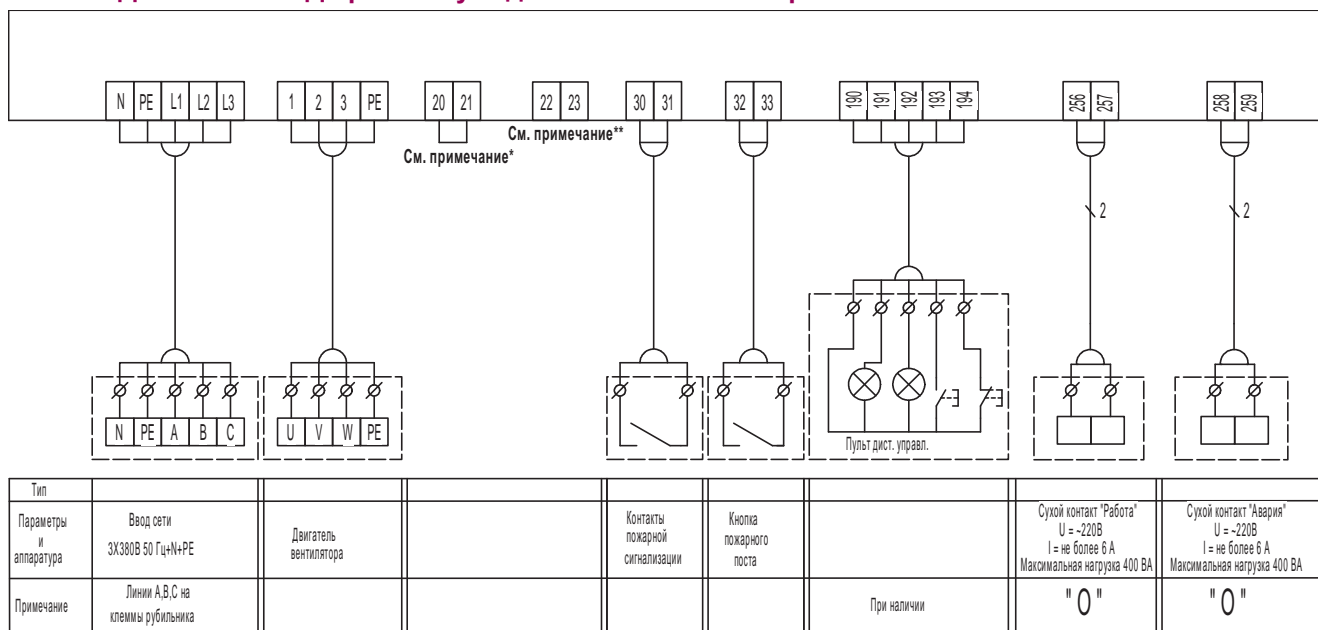 N PE L1 L2 L3
1 2 3 PE
20 21
22 23
30 31
32 33
190 191 192 193 194
256 257
258 259
См. примечание**
См. примечание*
2
2
N PE A B C
U V W PE
Пульт дист. управл.
Тип
Параметры
и
аппаратура
Ввод сети
3Х380В 50 Гц+N+PE
Двигатель
вентилятора
Контакты
пожарной
сигнализации
Кнопка
пожарного
поста
Сухой контакт "Работа"
U = ~220В
I = не более 6 А
Максимальная нагрузка 400 ВА
Сухой контакт "Авария"
U = ~220В
I = не более 6 А
Максимальная нагрузка 400 ВА
Примечание
Линии А,В,С на
клеммы рубильника
При наличии
" О "
" О "